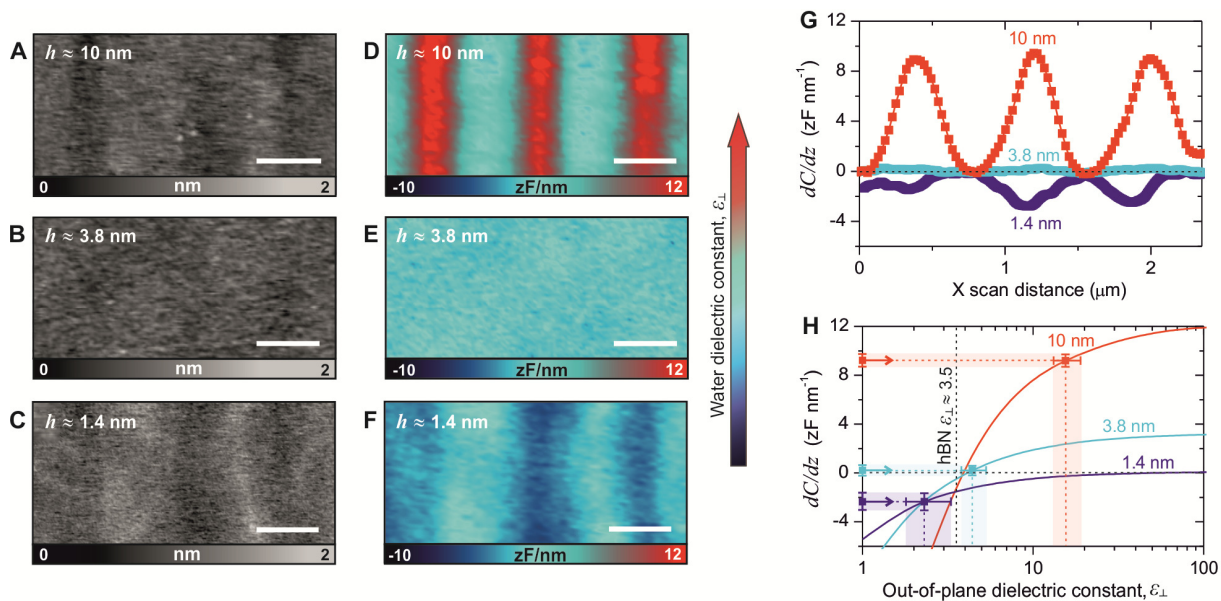 A
h ≈ 10 nm
0 nm 2
B
h ≈ 3.8 nm
0 nm 2
C
h ≈ 1.4 nm
0 nm 2
D
h ≈ 10 nm
-10 zF/nm 12
E
h ≈ 3.8 nm
-10 zF/nm 12
F
h ≈ 1.4 nm
-10 zF/nm 12
Water dielectric constant, ε⊥
G
dC/dz (zF nm⁻¹)
12
8
4
0
-4
10 nm
3.8 nm
1.4 nm
0 1 2
X scan distance (μm)
H
dC/dz (zF nm⁻¹)
12
8
4
0
-4
hBN ε⊥ ≈ 3.5
10 nm
3.8 nm
1.4 nm
1 10 100
Out-of-plane dielectric constant, ε⊥